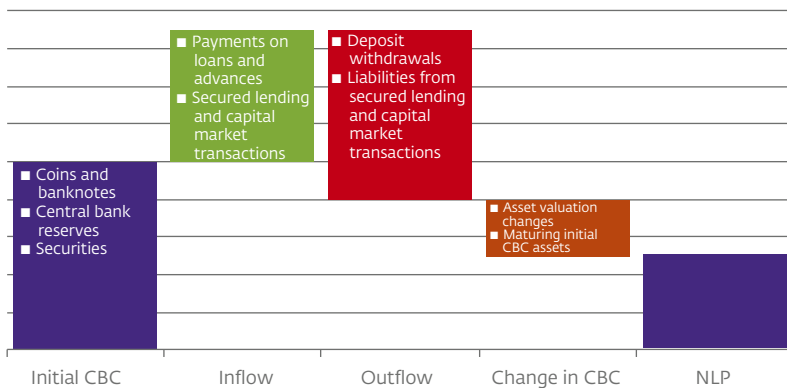 ■ Coins and
banknotes
■ Central bank
reserves
■ Securities
■ Payments on
loans and
advances
■ Secured lending
and capital
market
transactions
■ Deposit
withdrawals
■ Liabilities from
secured lending
and capital
market
transactions
■ Asset valuation
changes
■ Maturing initial
CBC assets
Initial CBC
Inflow
Outflow
Change in CBC
NLP